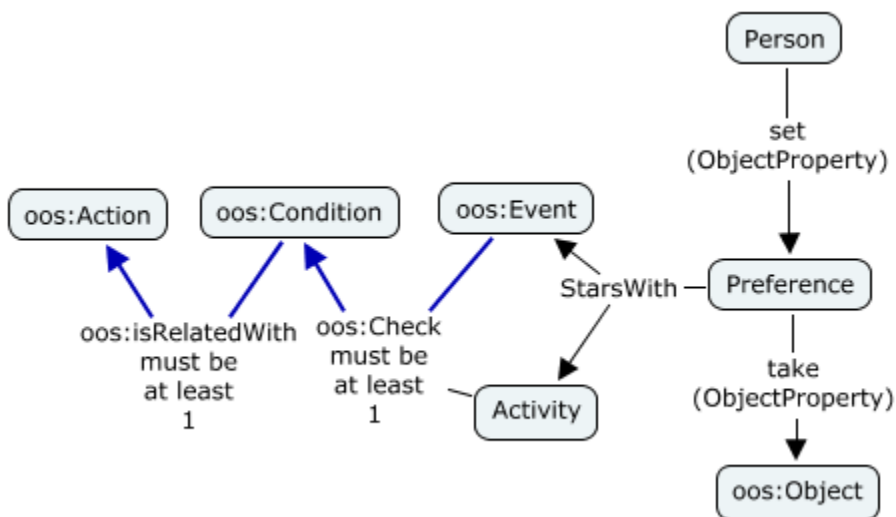 Person
set
(ObjectProperty)
oos:Action
oos:Condition
oos:Event
StarsWith
Preference
oos:isRelatedWith
must be
at least
1
oos:Check
must be
at least
1
Activity
take
(ObjectProperty)
oos:Object